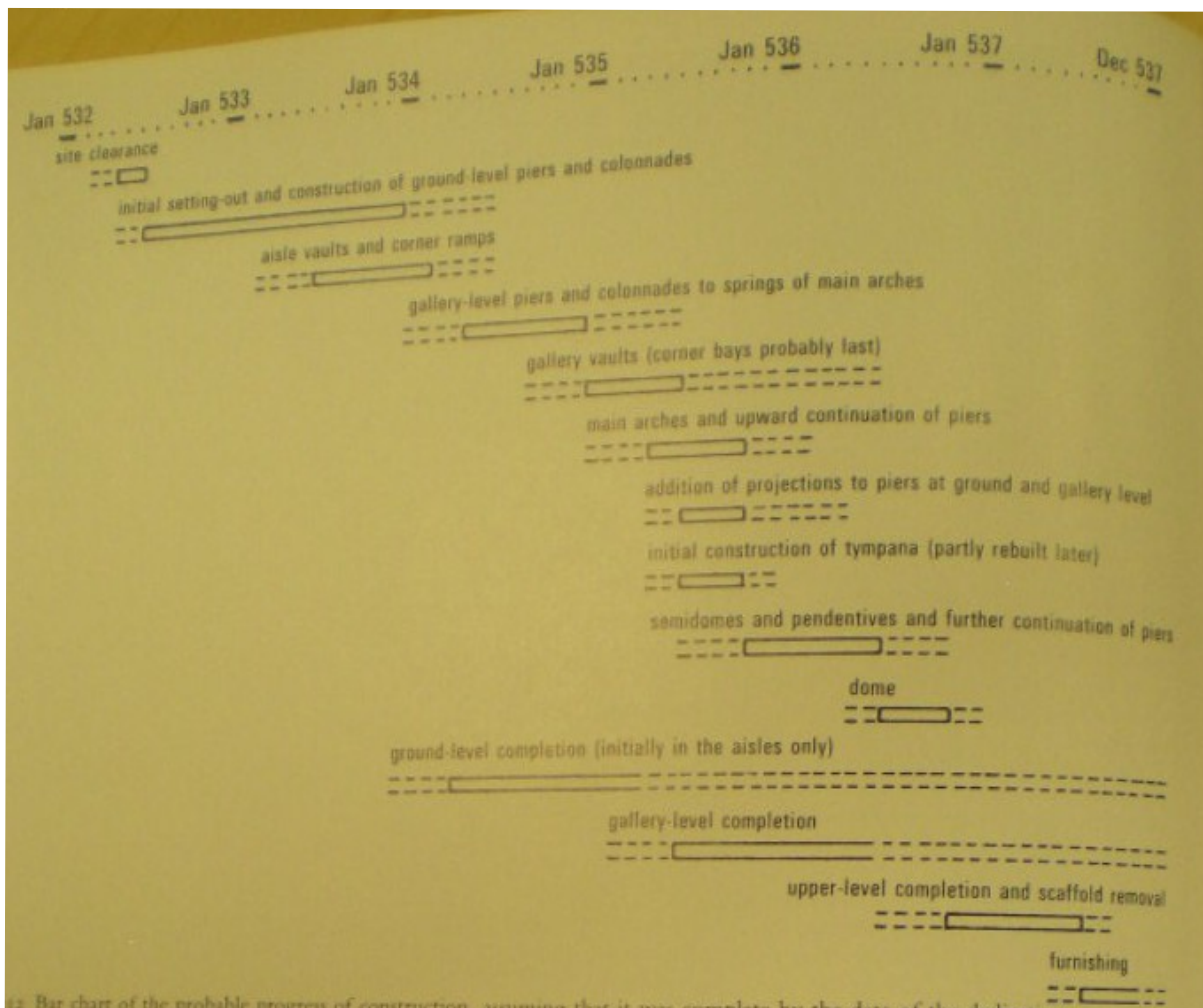 Jan 532 Jan 533 Jan 534 Jan 535 Jan 536 Jan 537 Dec 537
site clearance
initial setting-out and construction of ground-level piers and colonnades
aisle vaults and corner ramps
gallery-level piers and colonnades to springs of main arches
gallery vaults (corner bays probably last)
main arches and upward continuation of piers
addition of projections to piers at ground and gallery level
initial construction of tympana (partly rebuilt later)
semidomes and pendentives and further continuation of piers
dome
ground-level completion (initially in the aisles only)
gallery-level completion
upper-level completion and scaffold removal
furnishing
Bar chart of the probable progress of construction, assuming that it was complete by the date of the